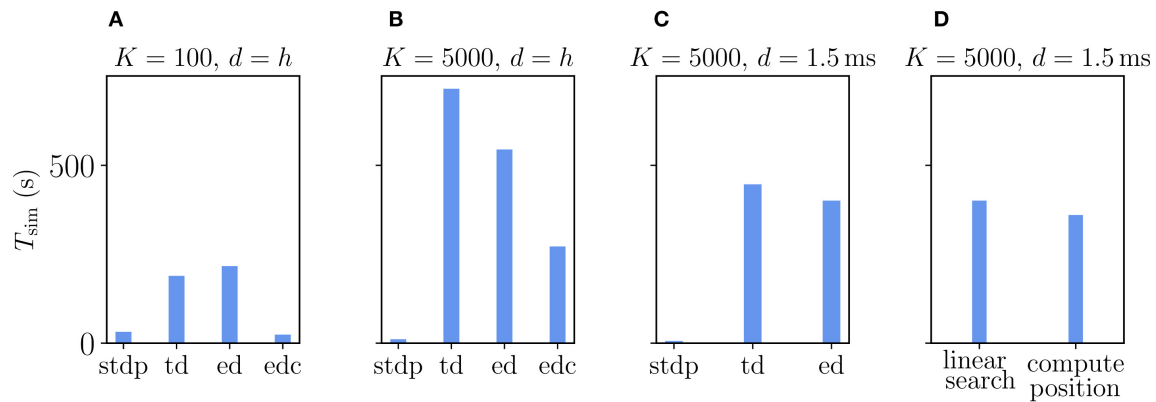 A
B
C
D
K = 100, d = h
K = 5000, d = h
K = 5000, d = 1.5 ms
K = 5000, d = 1.5 ms
T_sim (s)
500
0
stdp td ed edc
stdp td ed edc
stdp td ed
linear
search
compute
position